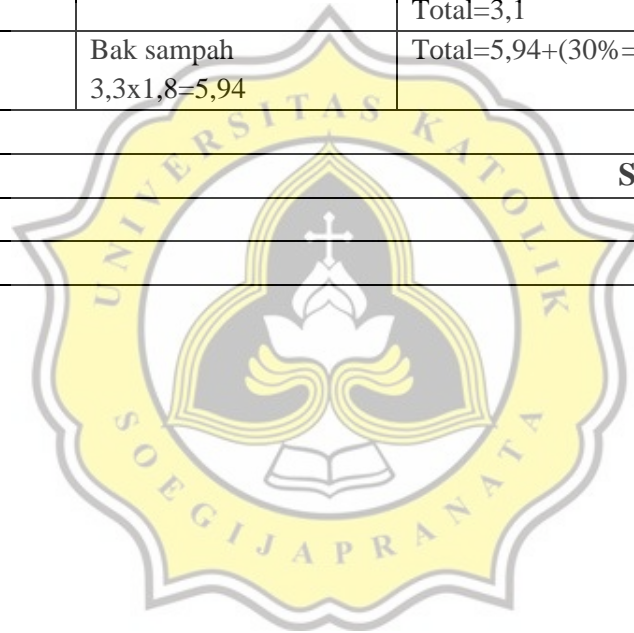 Total=3,1
Bak sampah
3,3x1,8=5,94
Total=5,94+(30%=
S
UNIVERSITAS KATOLIK
SOEGIJAPRANATA